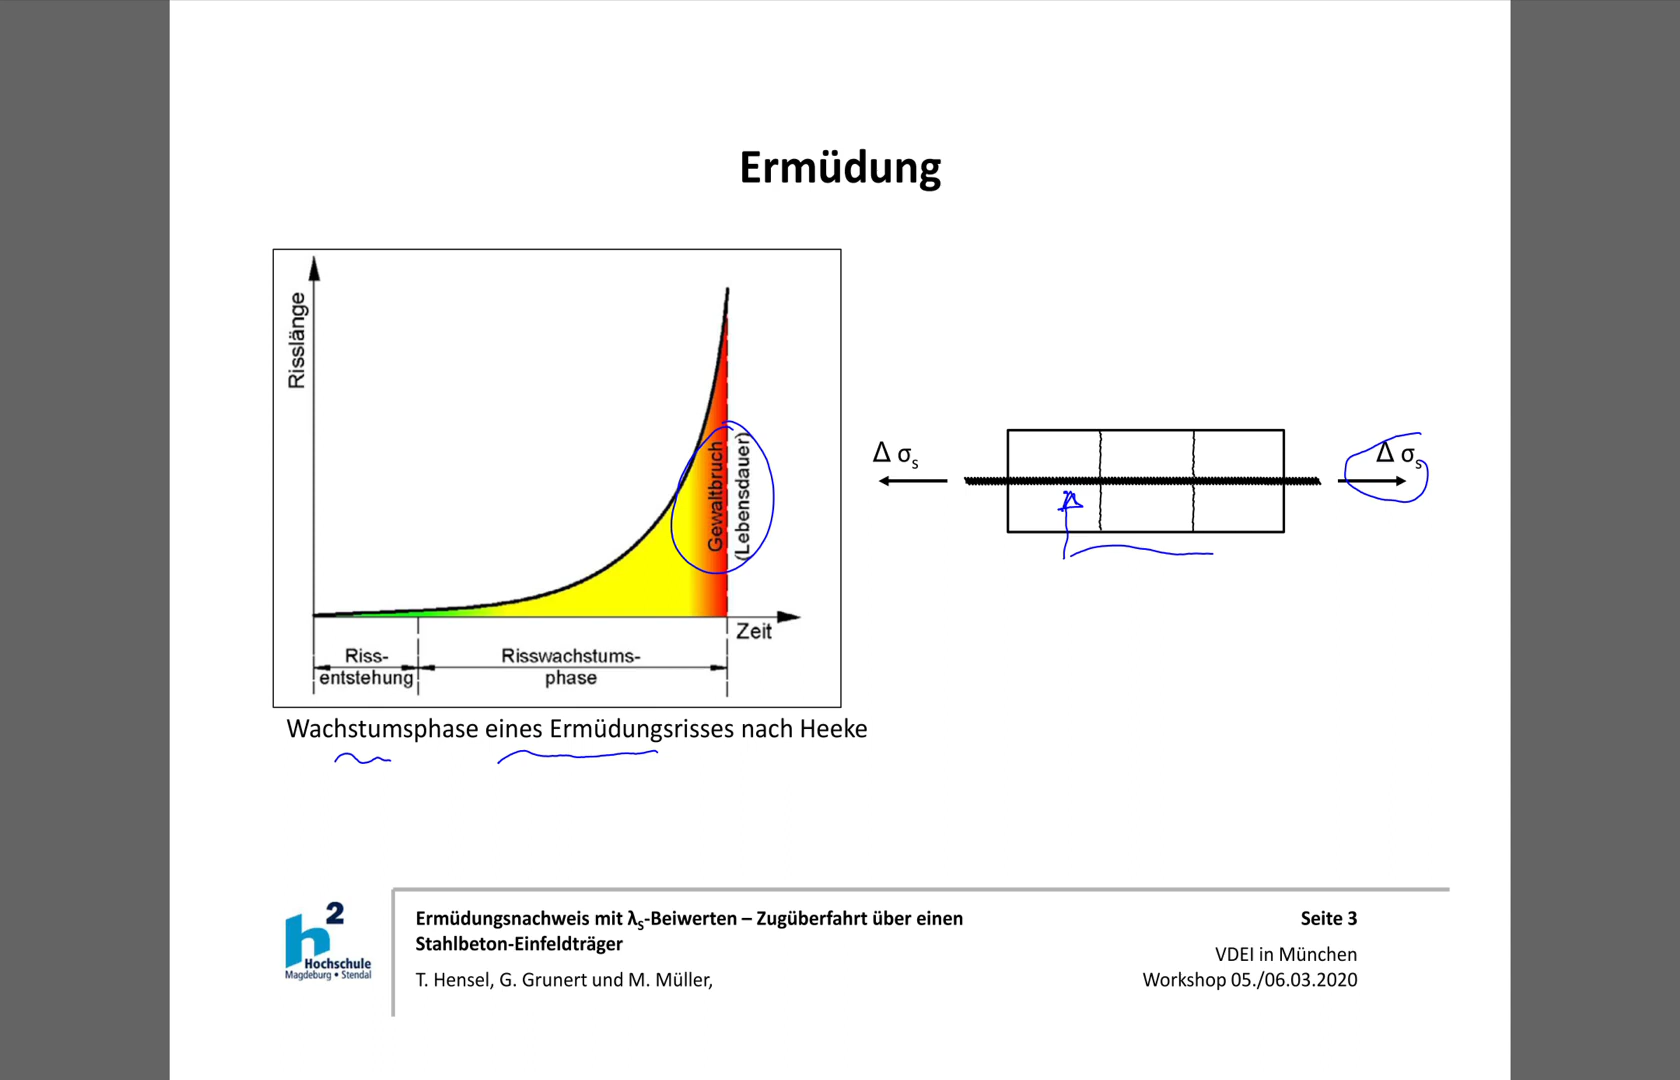 Ermüdung
Risslänge
Gewaltbruch
(Lebensdauer)
Zeit
Riss-
entstehung
Risswachstums-
phase
Wachstumsphase eines Ermüdungsrisses nach Heeke
Δ σs
Δ σs
h2
Hochschule
Magdeburg • Stendal
Ermüdungsnachweis mit λs-Beiwerten – Zugüberfahrt über einen
Stahlbeton-Einfeldträger
T. Hensel, G. Grunert und M. Müller,
Seite 3
VDEI in München
Workshop 05./06.03.2020